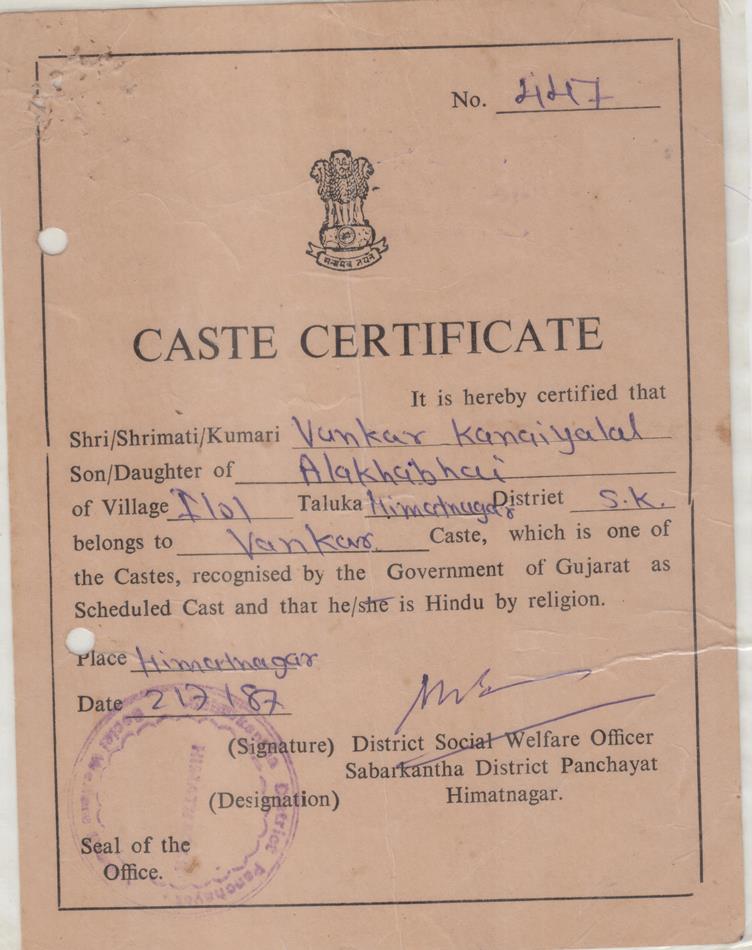 No. 447
सत्यमेव जयते
CASTE CERTIFICATE
It is hereby certified that
Shri/Shrimati/Kumari Vankar Kanaiyalal
Son/Daughter of Alakhabhai
of Village Ilol Taluka Himatnagar Distriet S.K.
belongs to Vankar Caste, which is one of
the Castes, recognised by the Government of Gujarat as
Scheduled Cast and that he/she is Hindu by religion.
Place Himatnagar
Date 2/7/87
(Signature) District Social Welfare Officer
Sabarkantha District Panchayat
(Designation) Himatnagar.
Seal of the
Office.
District Panchayat